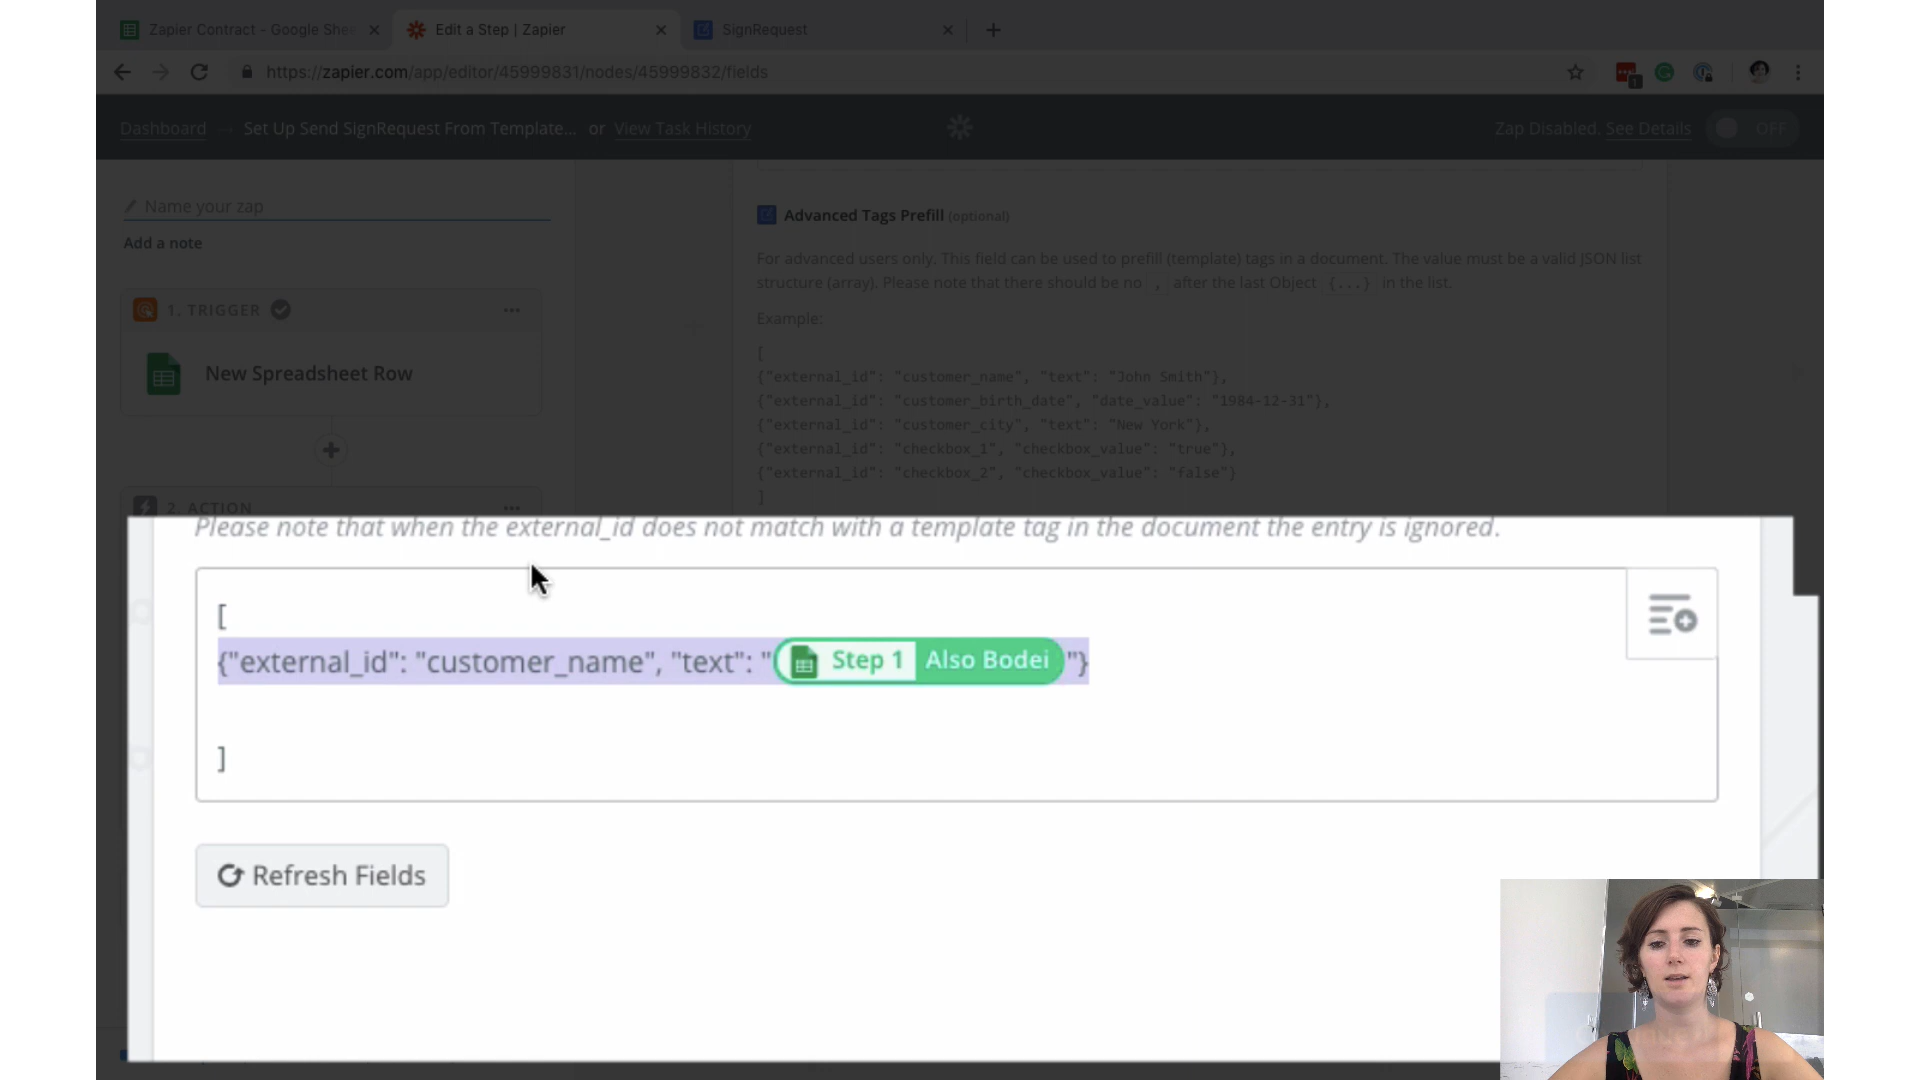 Zapier Contract - Google Shee
Edit a Step | Zapier
SignRequest
https://zapier.com/app/editor/45999831/nodes/45999832/fields
1
Dashboard
Set Up Send SignRequest From Template... or View Task History
Zap Disabled. See Details
OFF
Name your zap
Add a note
1. TRIGGER
New Spreadsheet Row
2. ACTION
Advanced Tags Prefill (optional)
For advanced users only. This field can be used to prefill (template) tags in a document. The value must be a valid JSON list
structure (array). Please note that there should be no , after the last Object {...} in the list.
Example:
[
{"external_id": "customer_name", "text": "John Smith"},
{"external_id": "customer_birth_date", "date_value": "1984-12-31"},
{"external_id": "customer_city", "text": "New York"},
{"external_id": "checkbox_1", "checkbox_value": "true"},
{"external_id": "checkbox_2", "checkbox_value": "false"}
]
Please note that when the external_id does not match with a template tag in the document the entry is ignored.
[
{"external_id": "customer_name", "text": "Step 1 Also Bodei"}
]
Refresh Fields